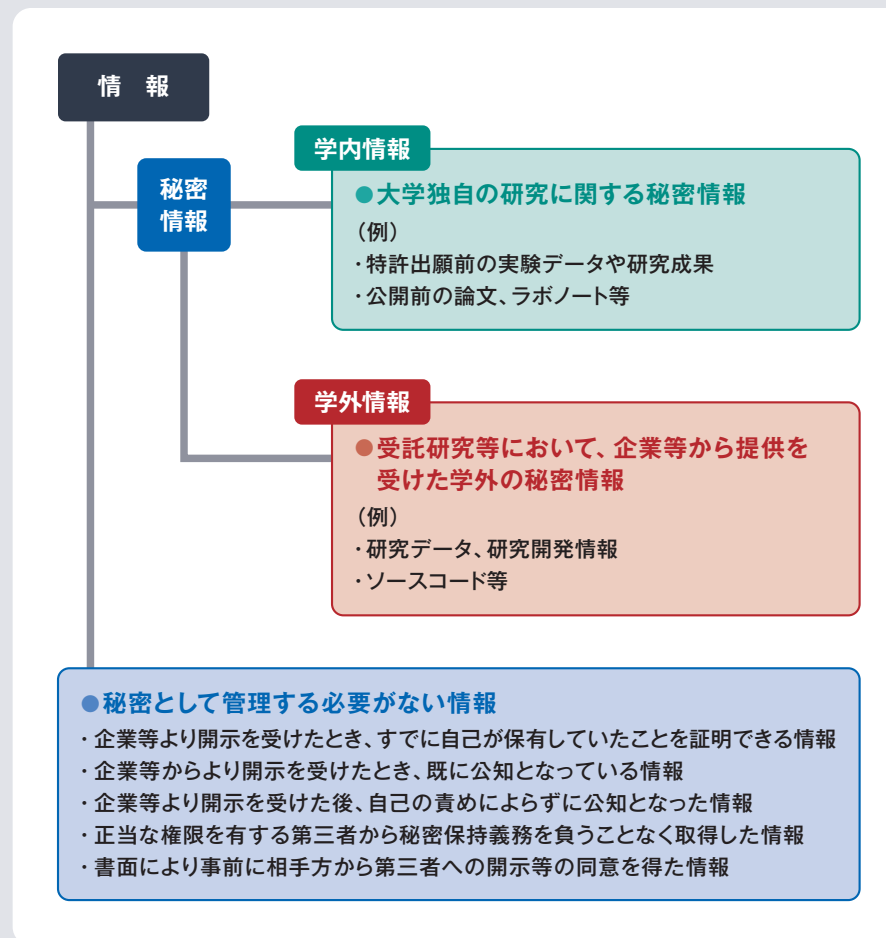 情 報
秘密
情報
学内情報
●大学独自の研究に関する秘密情報
（例）
・特許出願前の実験データや研究成果
・公開前の論文、ラボノート等
学外情報
●受託研究等において、企業等から提供を
受けた学外の秘密情報
（例）
・研究データ、研究開発情報
・ソースコード等
●秘密として管理する必要がない情報
・企業等より開示を受けたとき、すでに自己が保有していたことを証明できる情報
・企業等からより開示を受けたとき、既に公知となっている情報
・企業等より開示を受けた後、自己の責めによらずに公知となった情報
・正当な権限を有する第三者から秘密保持義務を負うことなく取得した情報
・書面により事前に相手方から第三者への開示等の同意を得た情報